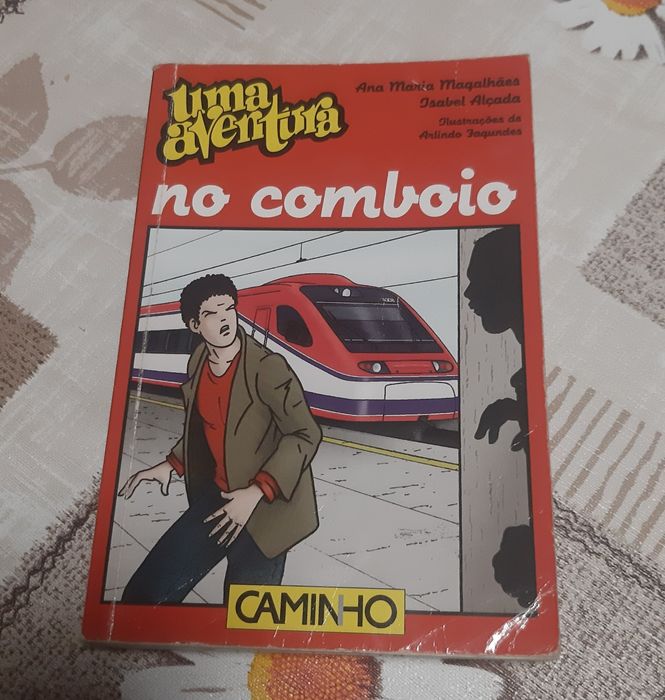 uma
aventura
Ana Maria Magalhães
Isabel Alçada
Ilustrações de
Arlindo Fagundes
no comboio
CAMINHO